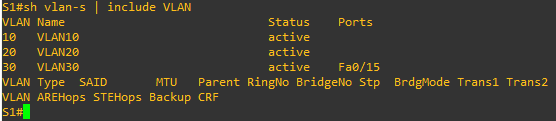 S1#sh vlan-s | include VLAN
VLAN Name                             Status    Ports
10   VLAN10                           active
20   VLAN20                           active
30   VLAN30                           active    Fa0/15
VLAN Type  SAID       MTU   Parent RingNo BridgeNo Stp  BrdgMode Trans1 Trans2
VLAN AREHops STEHops Backup CRF
S1#